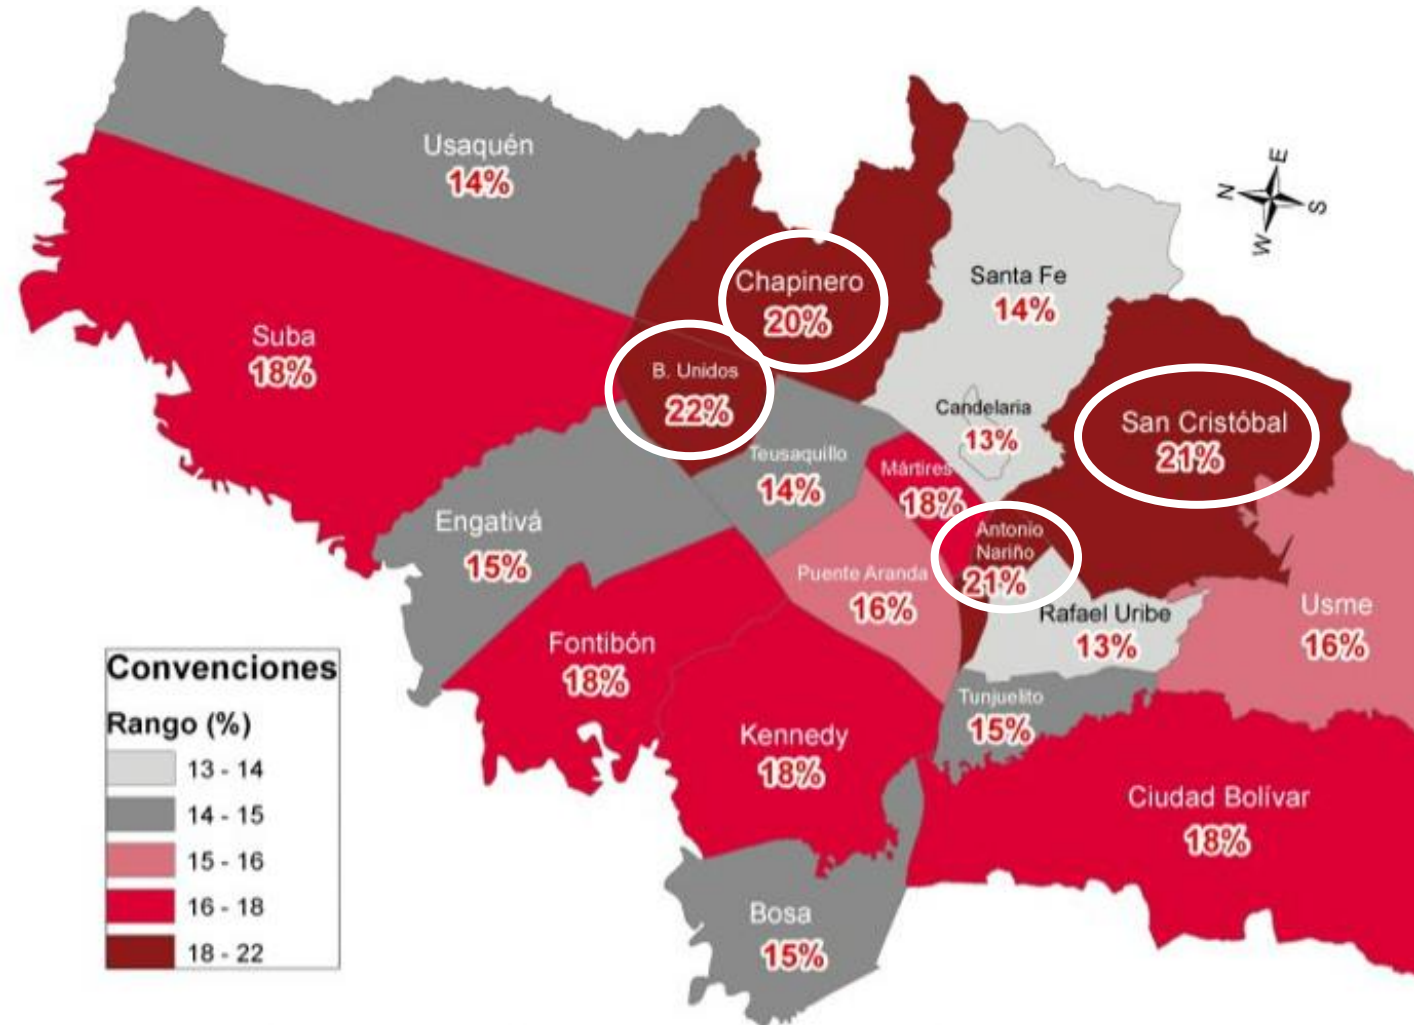 Usaquén
14%
E
N
S
W
Chapinero
20%
Santa Fe
14%
Suba
18%
B. Unidos
22%
Candelaria
13%
San Cristóbal
21%
Teusaquillo
14%
Mártires
18%
Engativá
15%
Antonio
Nariño
21%
Puente Aranda
16%
Rafael Uribe
13%
Usme
16%
Fontibón
18%
Tunjuelito
15%
Kennedy
18%
Ciudad Bolívar
18%
Bosa
15%
Convenciones
Rango (%)
13 - 14
14 - 15
15 - 16
16 - 18
18 - 22